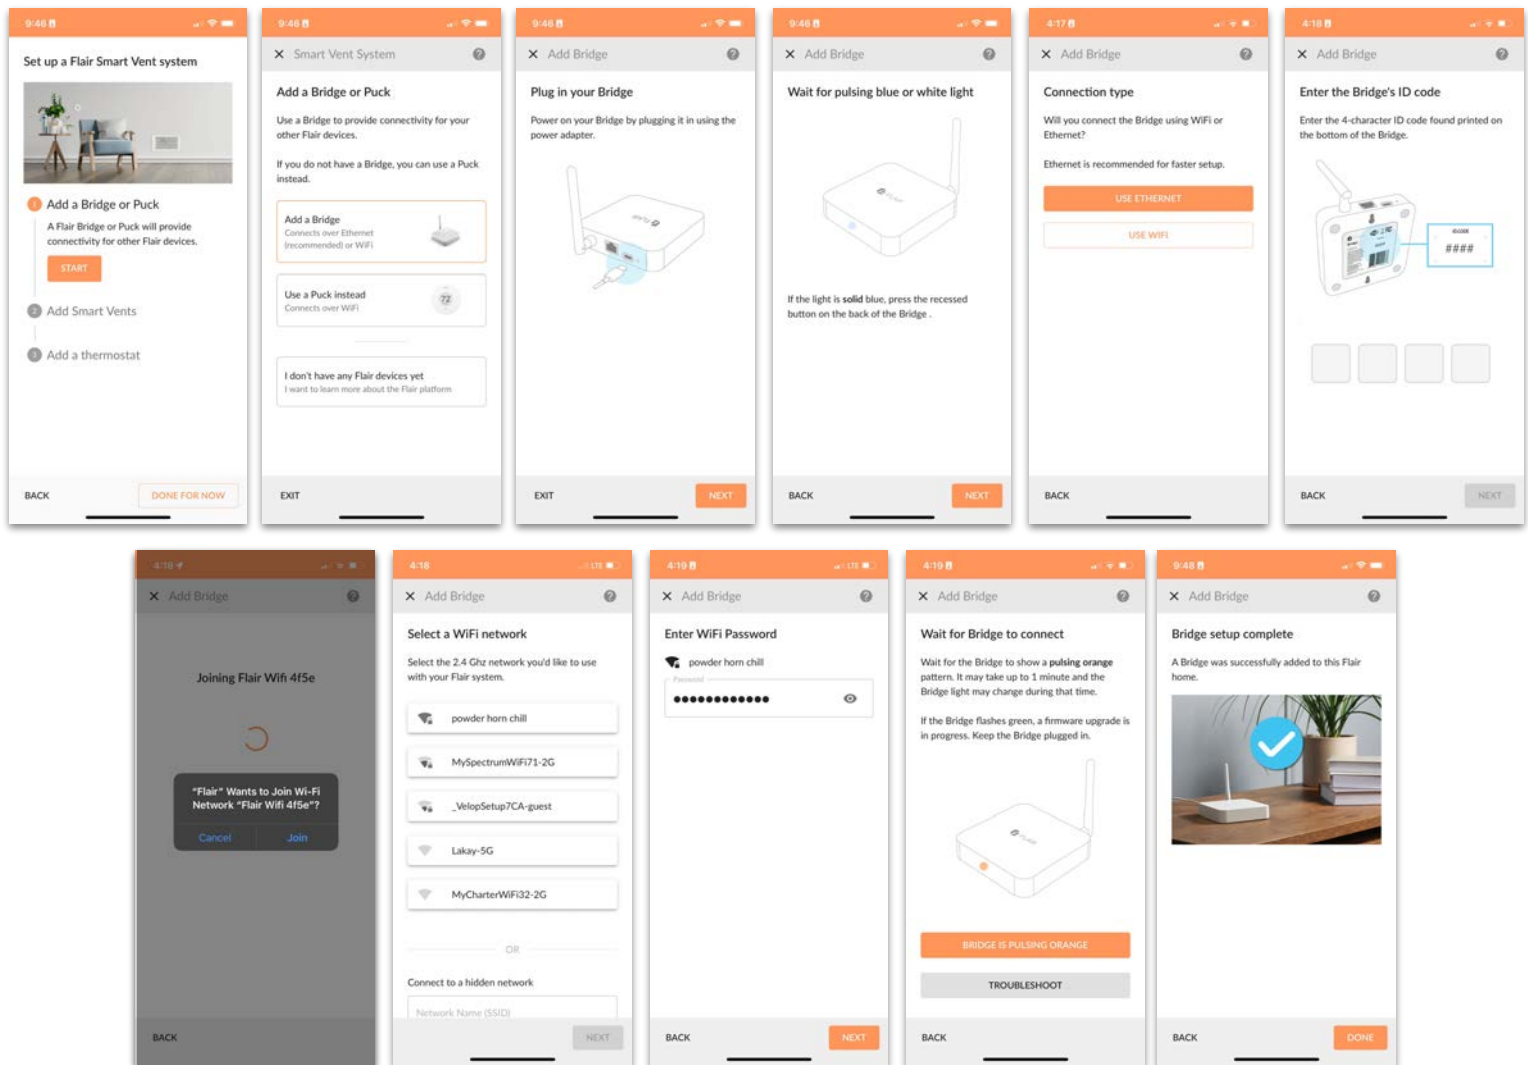 9:46
Set up a Flair Smart Vent system
1 Add a Bridge or Puck
A Flair Bridge or Puck will provide
connectivity for other Flair devices.
START
2 Add Smart Vents
3 Add a thermostat
BACK
DONE FOR NOW
9:46
Smart Vent System
Add a Bridge or Puck
Use a Bridge to provide connectivity for your
other Flair devices.
If you do not have a Bridge, you can use a Puck
instead.
Add a Bridge
Connects over Ethernet
(recommended) or WiFi
Use a Puck instead
Connects over WiFi
72
I don't have any Flair devices yet
I want to learn more about the Flair platform
EXIT
9:46
Add Bridge
Plug in your Bridge
Power on your Bridge by plugging it in using the
power adapter.
FLAIR
EXIT
NEXT
9:46
Add Bridge
Wait for pulsing blue or white light
FLAIR
If the light is solid blue, press the recessed
button on the back of the Bridge .
BACK
NEXT
4:17
Add Bridge
Connection type
Will you connect the Bridge using WiFi or
Ethernet?
Ethernet is recommended for faster setup.
USE ETHERNET
USE WIFI
BACK
4:18
Add Bridge
Enter the Bridge's ID code
Enter the 4-character ID code found printed on
the bottom of the Bridge.
####
BACK
NEXT
4:18
Add Bridge
Joining Flair Wifi 4f5e
"Flair" Wants to Join Wi-Fi
Network "Flair Wifi 4f5e"?
Cancel
Join
BACK
4:18
LTE
Add Bridge
Select a WiFi network
Select the 2.4 Ghz network you'd like to use
with your Flair system.
powder horn chill
MySpectrumWiFi71-2G
_VelopSetup7CA-guest
Lakay-5G
MyCharterWiFi32-2G
OR
Connect to a hidden network
Network Name (SSID)
NEXT
4:19
LTE
Add Bridge
Enter WiFi Password
powder horn chill
Password
●●●●●●●●●●●●
BACK
NEXT
4:19
Add Bridge
Wait for Bridge to connect
Wait for the Bridge to show a pulsing orange
pattern. It may take up to 1 minute and the
Bridge light may change during that time.
If the Bridge flashes green, a firmware upgrade is
in progress. Keep the Bridge plugged in.
FLAIR
BRIDGE IS PULSING ORANGE
TROUBLESHOOT
BACK
9:48
Add Bridge
Bridge setup complete
A Bridge was successfully added to this Flair
home.
BACK
DONE